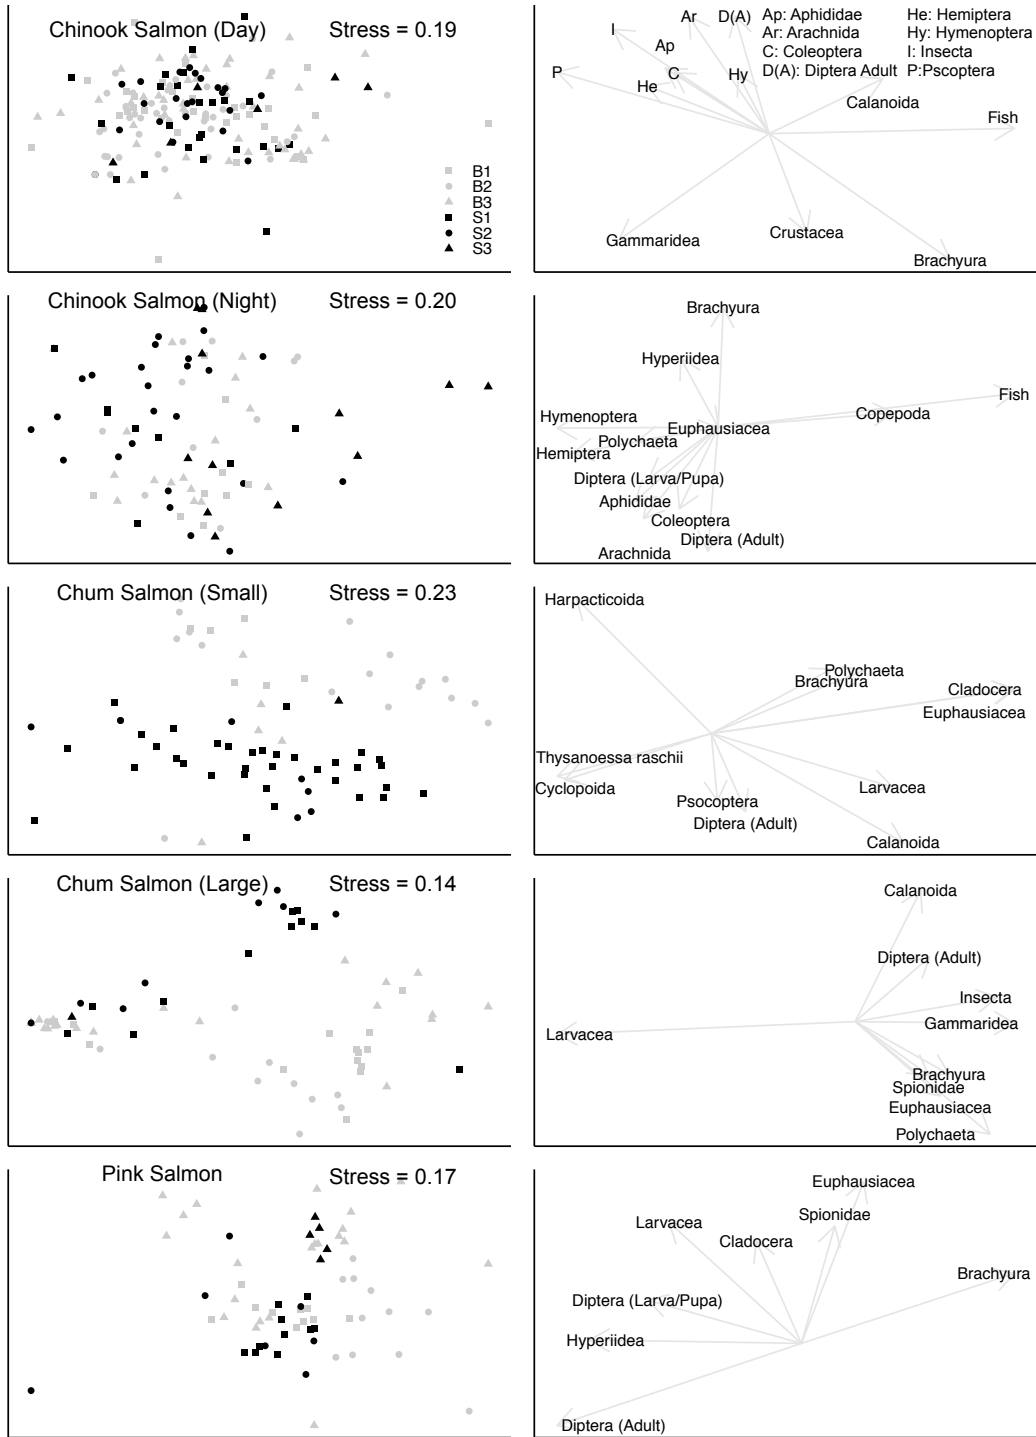 Chinook Salmon (Day) Stress = 0.19
B1
B2
B3
S1
S2
S3
Ap: Aphididae He: Hemiptera
Ar: Arachnida Hy: Hymenoptera
C: Coleoptera I: Insecta
D(A): Diptera Adult P:Pscoptera
I
Ar
D(A)
Ap
P
He
C
Hy
Calanoida
Fish
Gammaridea
Crustacea
Brachyura
Chinook Salmon (Night) Stress = 0.20
Brachyura
Hyperiidea
Fish
Hymenoptera
Copepoda
Euphausiacea
Polychaeta
Hemiptera
Diptera (Larva/Pupa)
Aphididae
Coleoptera
Diptera (Adult)
Arachnida
Chum Salmon (Small) Stress = 0.23
Harpacticoida
Polychaeta
Brachyura
Cladocera
Euphausiacea
Thysanoessa raschii
Cyclopoida
Larvacea
Psocoptera
Diptera (Adult)
Calanoida
Chum Salmon (Large) Stress = 0.14
Calanoida
Diptera (Adult)
Insecta
Gammaridea
Larvacea
Brachyura
Spionidae
Euphausiacea
Polychaeta
Pink Salmon Stress = 0.17
Euphausiacea
Spionidae
Larvacea
Cladocera
Brachyura
Diptera (Larva/Pupa)
Hyperiidea
Diptera (Adult)